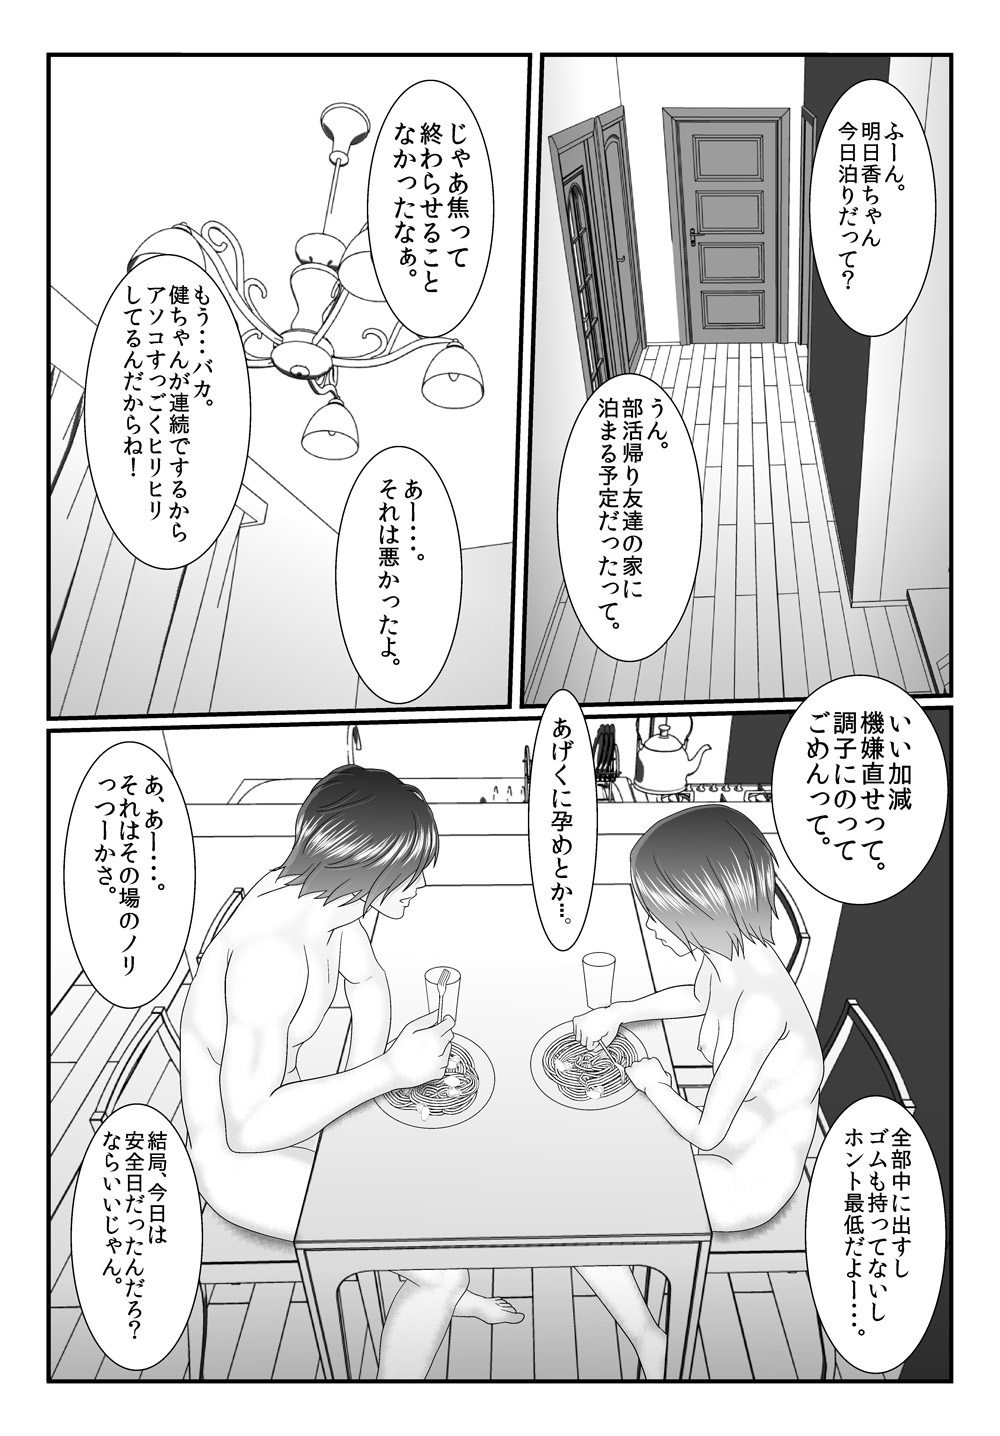 ふーん。
明日香ちゃん
今日泊りだって？
うん。
部活帰り友達の家に
泊まる予定だったって。
じゃあ焦って
終わらせること
なかったなぁ。
もう・・・バカ。
健ちゃんが連続でするから
アソコすっごくヒリヒリ
してるんだからね！
あー・・・。
それは悪かったよ。
いい加減
機嫌直せって。
調子にのって
ごめんって。
あげくに孕めとか…。
あ、あー・・・。
それはその場のノリ
っつーかさ。
全部中に出すし
ゴムも持ってないし
ホント最低だよー・・・。
結局、今日は
安全日だったんだろ？
ならいいじゃん。